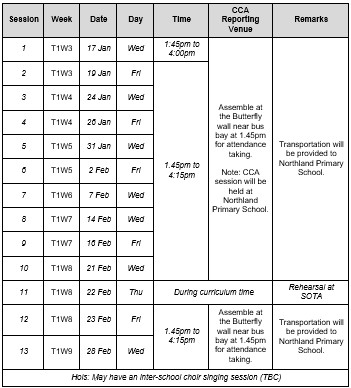 Session Week Date Day Time CCA Reporting Venue Remarks
1 T1W3 17 Jan Wed 1:45pm to 4:00pm
2 T1W3 19 Jan Fri
3 T1W4 24 Jan Wed
4 T1W4 26 Jan Fri
5 T1W5 31 Jan Wed
6 T1W5 2 Feb Fri
7 T1W6 7 Feb Wed
8 T1W7 14 Feb Wed
9 T1W7 16 Feb Fri
10 T1W8 21 Feb Wed
1:45pm to
4:15pm
Assemble at
the Butterfly
wall near bus
bay at 1.45pm
for attendance
taking.
Note: CCA
session will be
held at
Northland
Primary School.
Transportation will
be provided to
Northland Primary
School.
11 T1W8 22 Feb Thu During curriculum time Rehearsal at SOTA
12 T1W8 23 Feb Fri
13 T1W9 28 Feb Wed
1:45pm to
4:15pm
Assemble at
the Butterfly
wall near bus
bay at 1.45pm
for attendance
taking.
Transportation will
be provided to
Northland Primary
School.
Hols: May have an inter-school choir singing session (TBC)